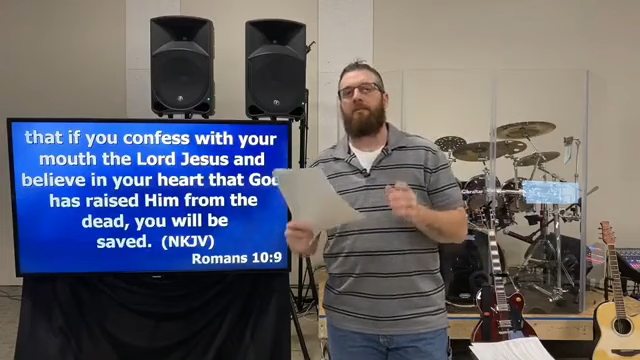 that if you confess with your
mouth the Lord Jesus and
believe in your heart that God
has raised Him from the
dead, you will be
saved. (NKJV)
Romans 10:9